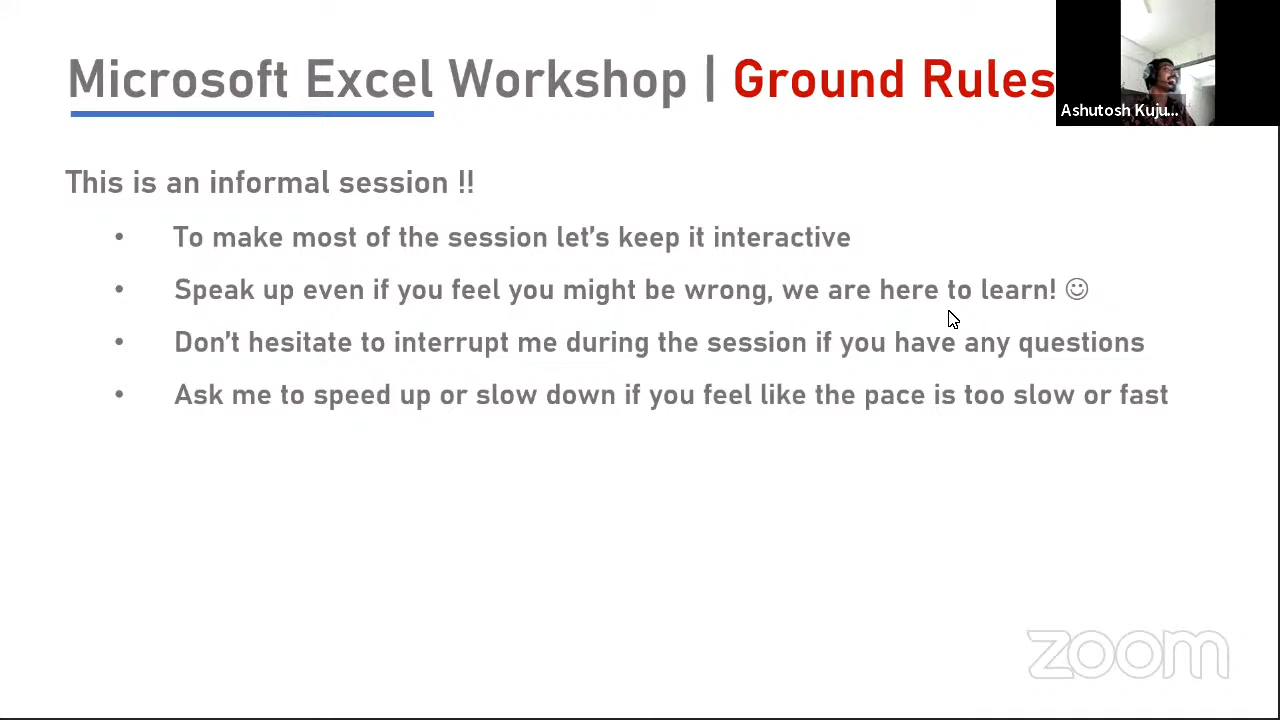 Microsoft Excel Workshop | Ground Rules
Ashutosh Kuju...
This is an informal session !!
• To make most of the session let's keep it interactive
• Speak up even if you feel you might be wrong, we are here to learn! ☺
• Don't hesitate to interrupt me during the session if you have any questions
• Ask me to speed up or slow down if you feel like the pace is too slow or fast
zoom